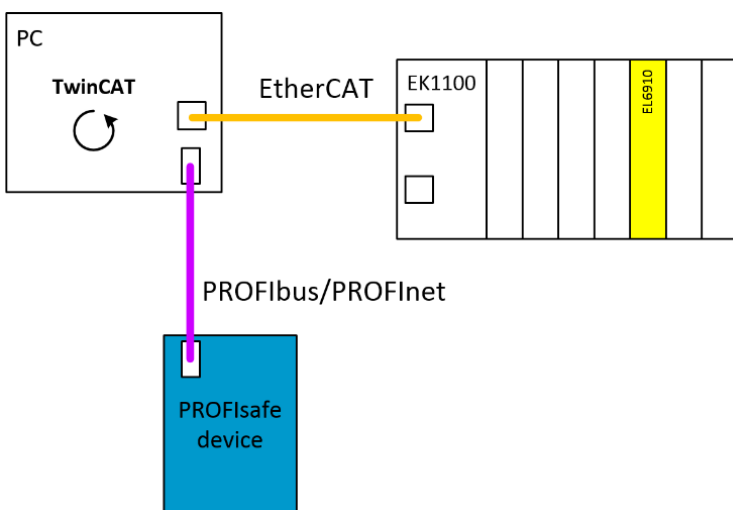 PC
TwinCAT
EtherCAT
EK1100
EL6910
PROFIbus/PROFInet
PROFIsafe
device